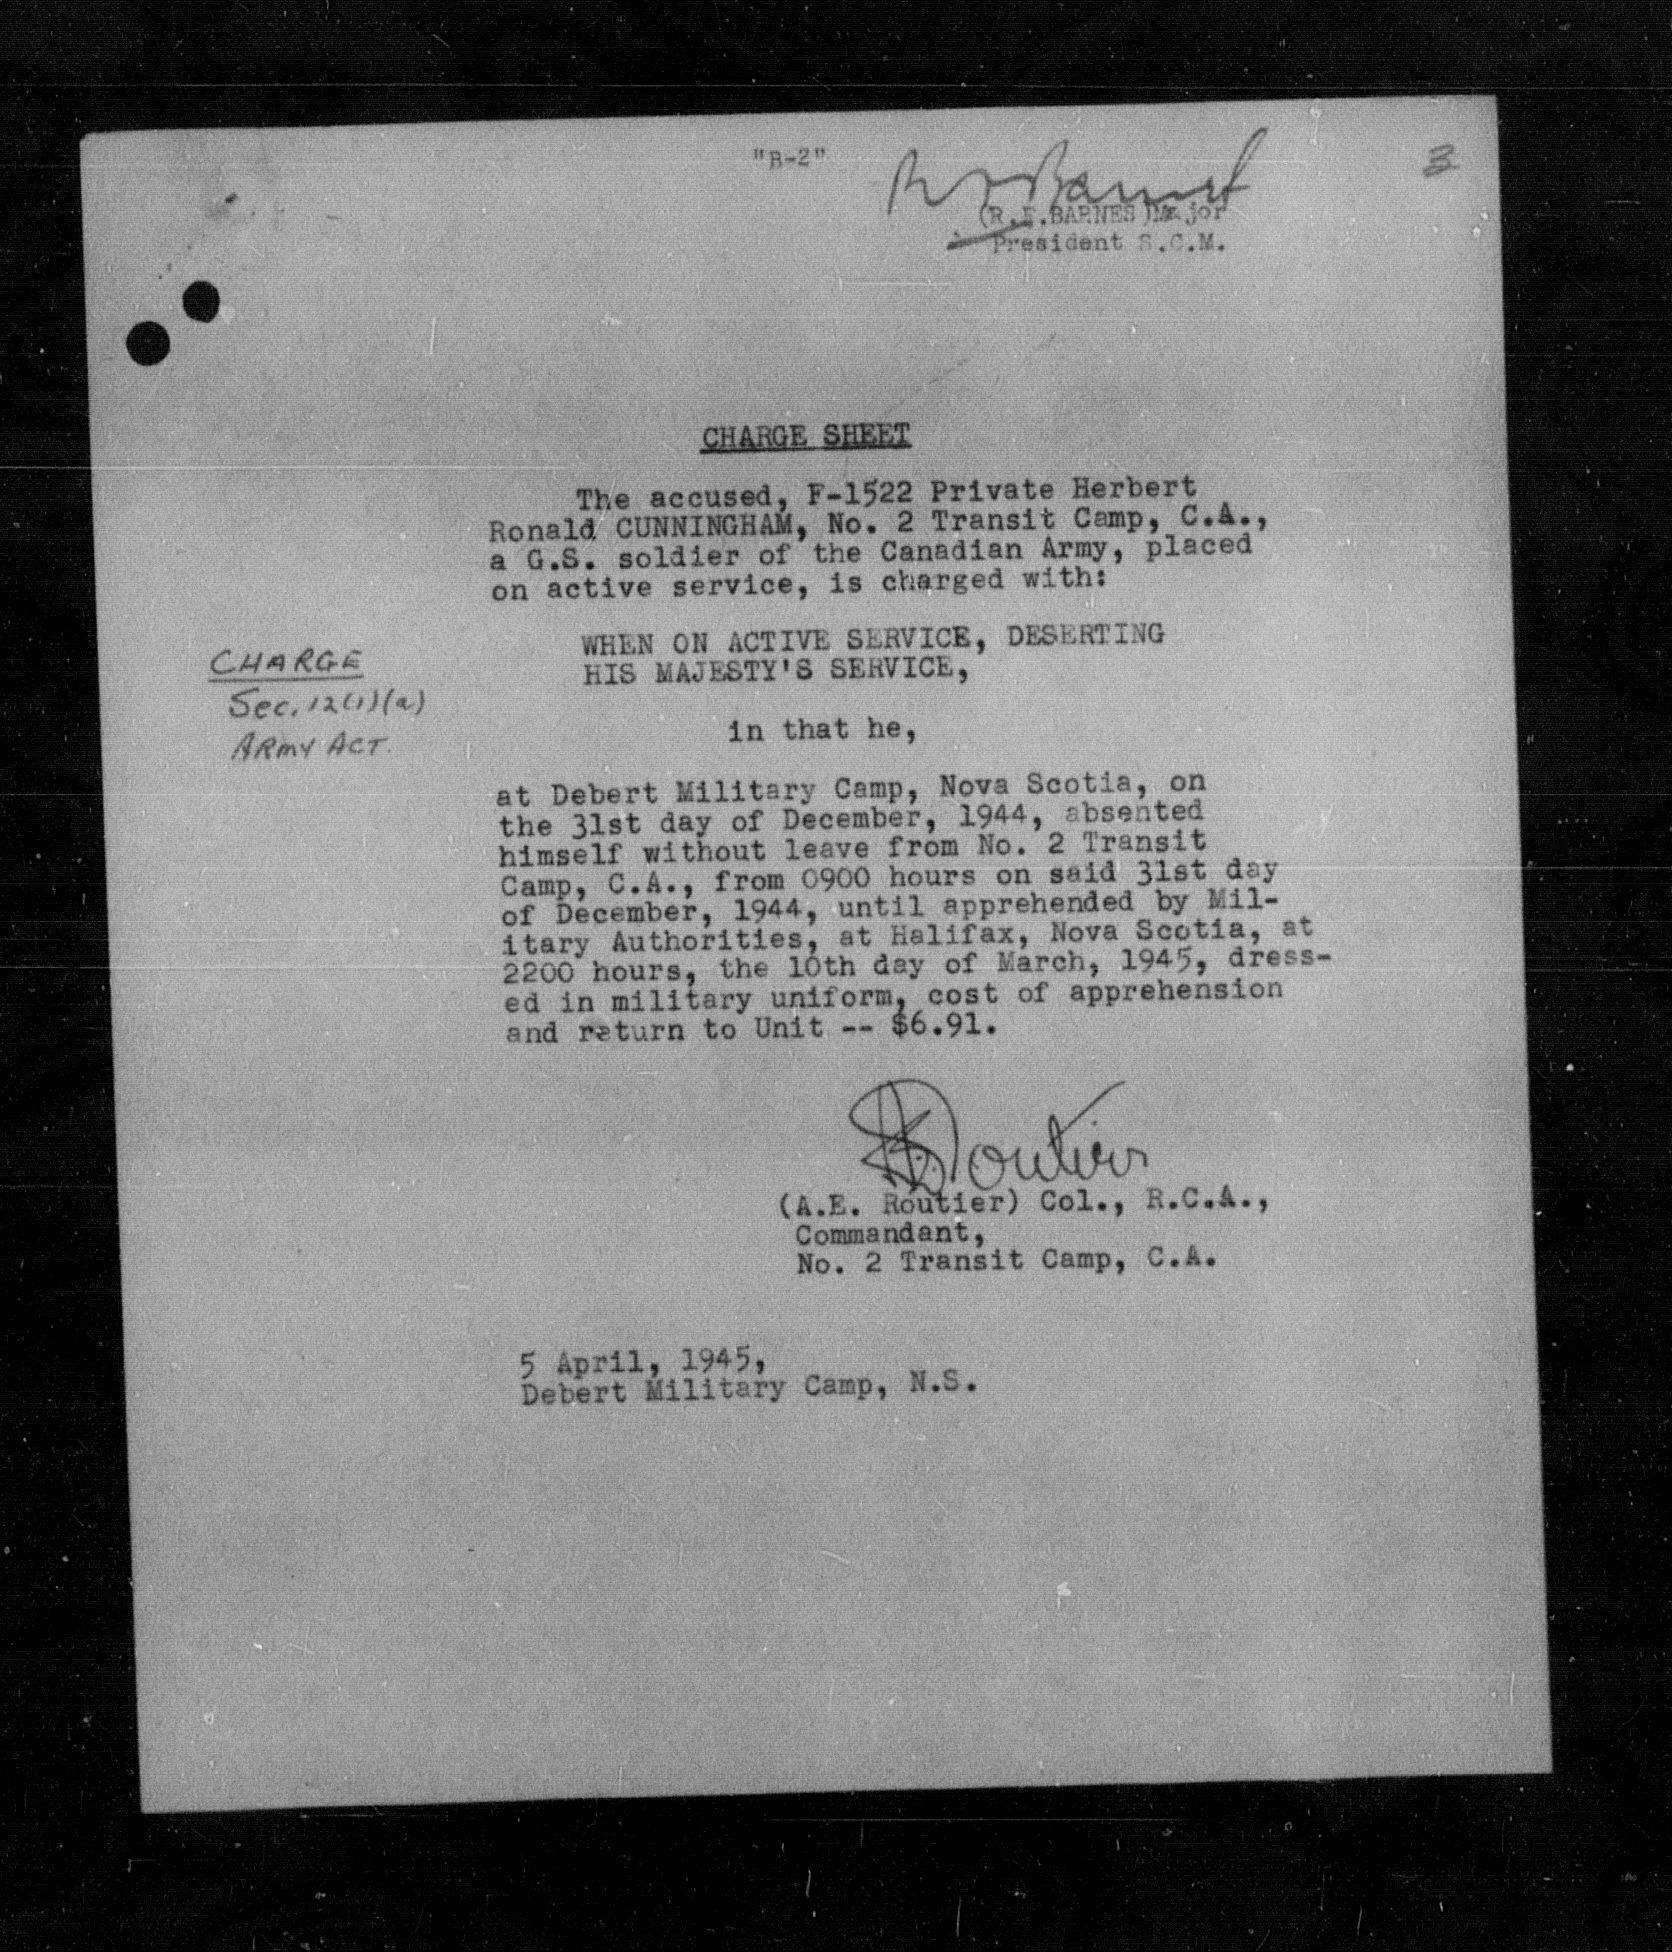 "B-2"
3
(R.E.BARNES)Major
President S.C.M.
CHARGE SHEET
The accused, F-1522 Private Herbert
Ronald CUNNINGHAM, No. 2 Transit Camp, C.A.,
a G.S. soldier of the Canadian Army, placed
on active service, is charged with:
CHARGE
Sec. 12(1)(a)
ARMY ACT.
WHEN ON ACTIVE SERVICE, DESERTING
HIS MAJESTY'S SERVICE,
in that he,
at Debert Military Camp, Nova Scotia, on
the 31st day of December, 1944, absented
himself without leave from No. 2 Transit
Camp, C.A., from 0900 hours on said 31st day
of December, 1944, until apprehended by Mil-
itary Authorities, at Halifax, Nova Scotia, at
2200 hours, the 10th day of March, 1945, dress-
ed in military uniform, cost of apprehension
and return to Unit -- $6.91.
(A.E. Routier) Col., R.C.A.,
Commandant,
No. 2 Transit Camp, C.A.
5 April, 1945,
Debert Military Camp, N.S.